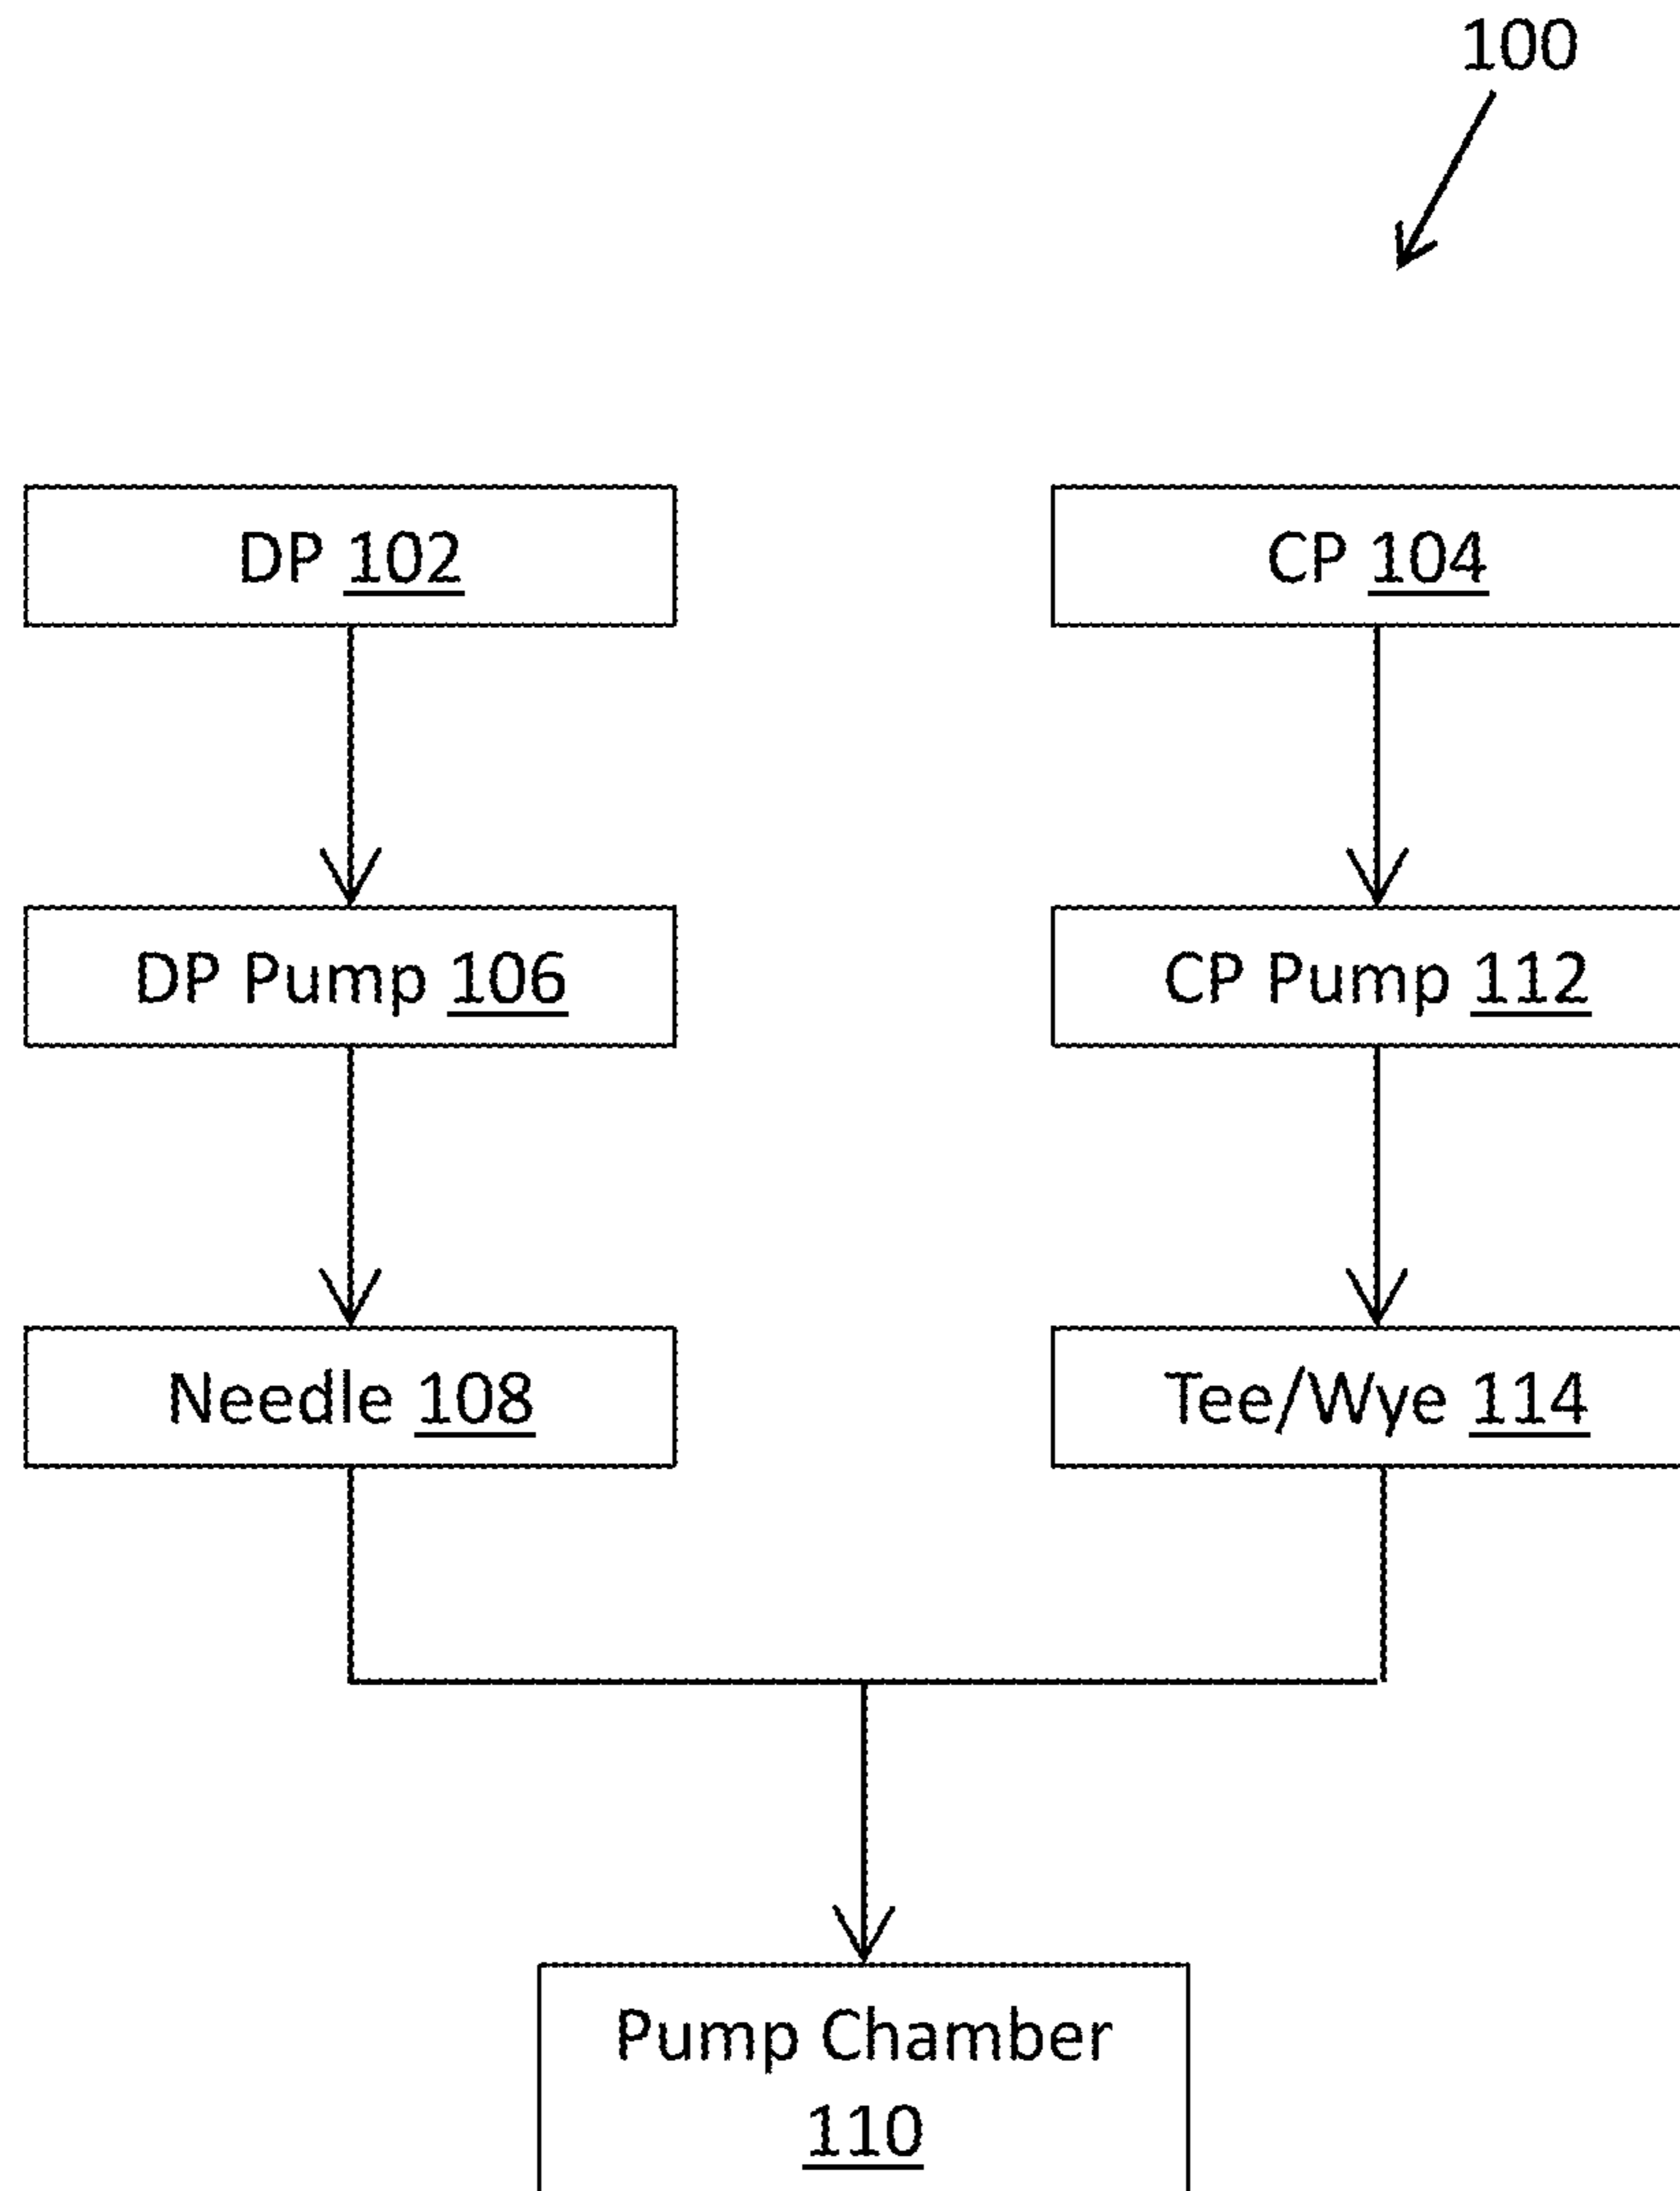 100
DP 102
CP 104
DP Pump 106
CP Pump 112
Needle 108
Tee/Wye 114
Pump Chamber
110